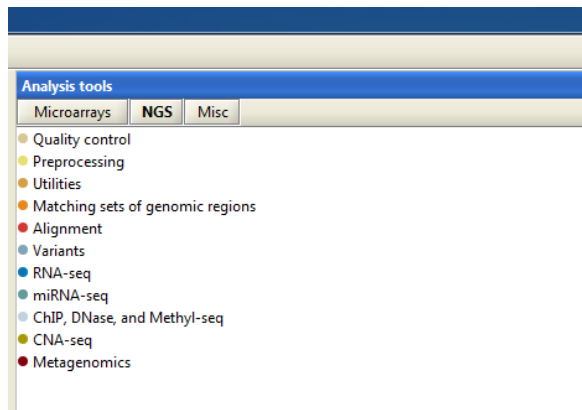 Analysis tools
Microarrays NGS Misc
Quality control
Preprocessing
Utilities
Matching sets of genomic regions
Alignment
Variants
RNA-seq
miRNA-seq
ChIP, DNase, and Methyl-seq
CNA-seq
Metagenomics